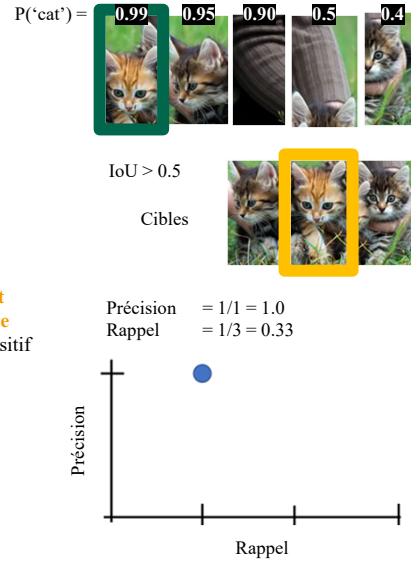 P(‘cat’) = 0.99 0.95 0.90 0.5 0.4
IoU > 0.5
Cibles
Précision = 1/1 = 1.0
Rappel = 1/3 = 0.33
Précision
Rappel